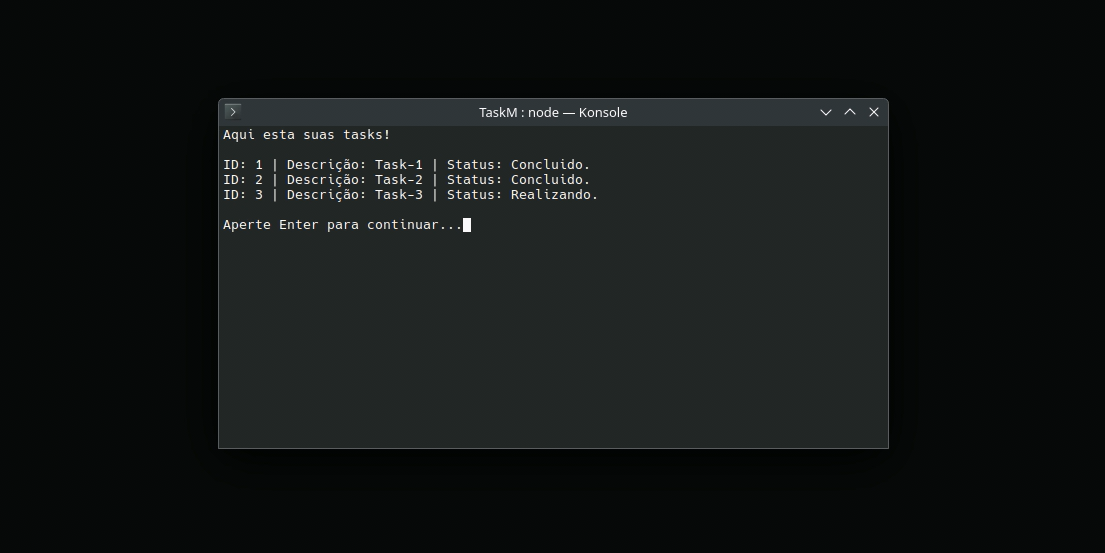 TaskM : node — Konsole
Aqui esta suas tasks!
ID: 1 | Descrição: Task-1 | Status: Concluido.
ID: 2 | Descrição: Task-2 | Status: Concluido.
ID: 3 | Descrição: Task-3 | Status: Realizando.
Aperte Enter para continuar...